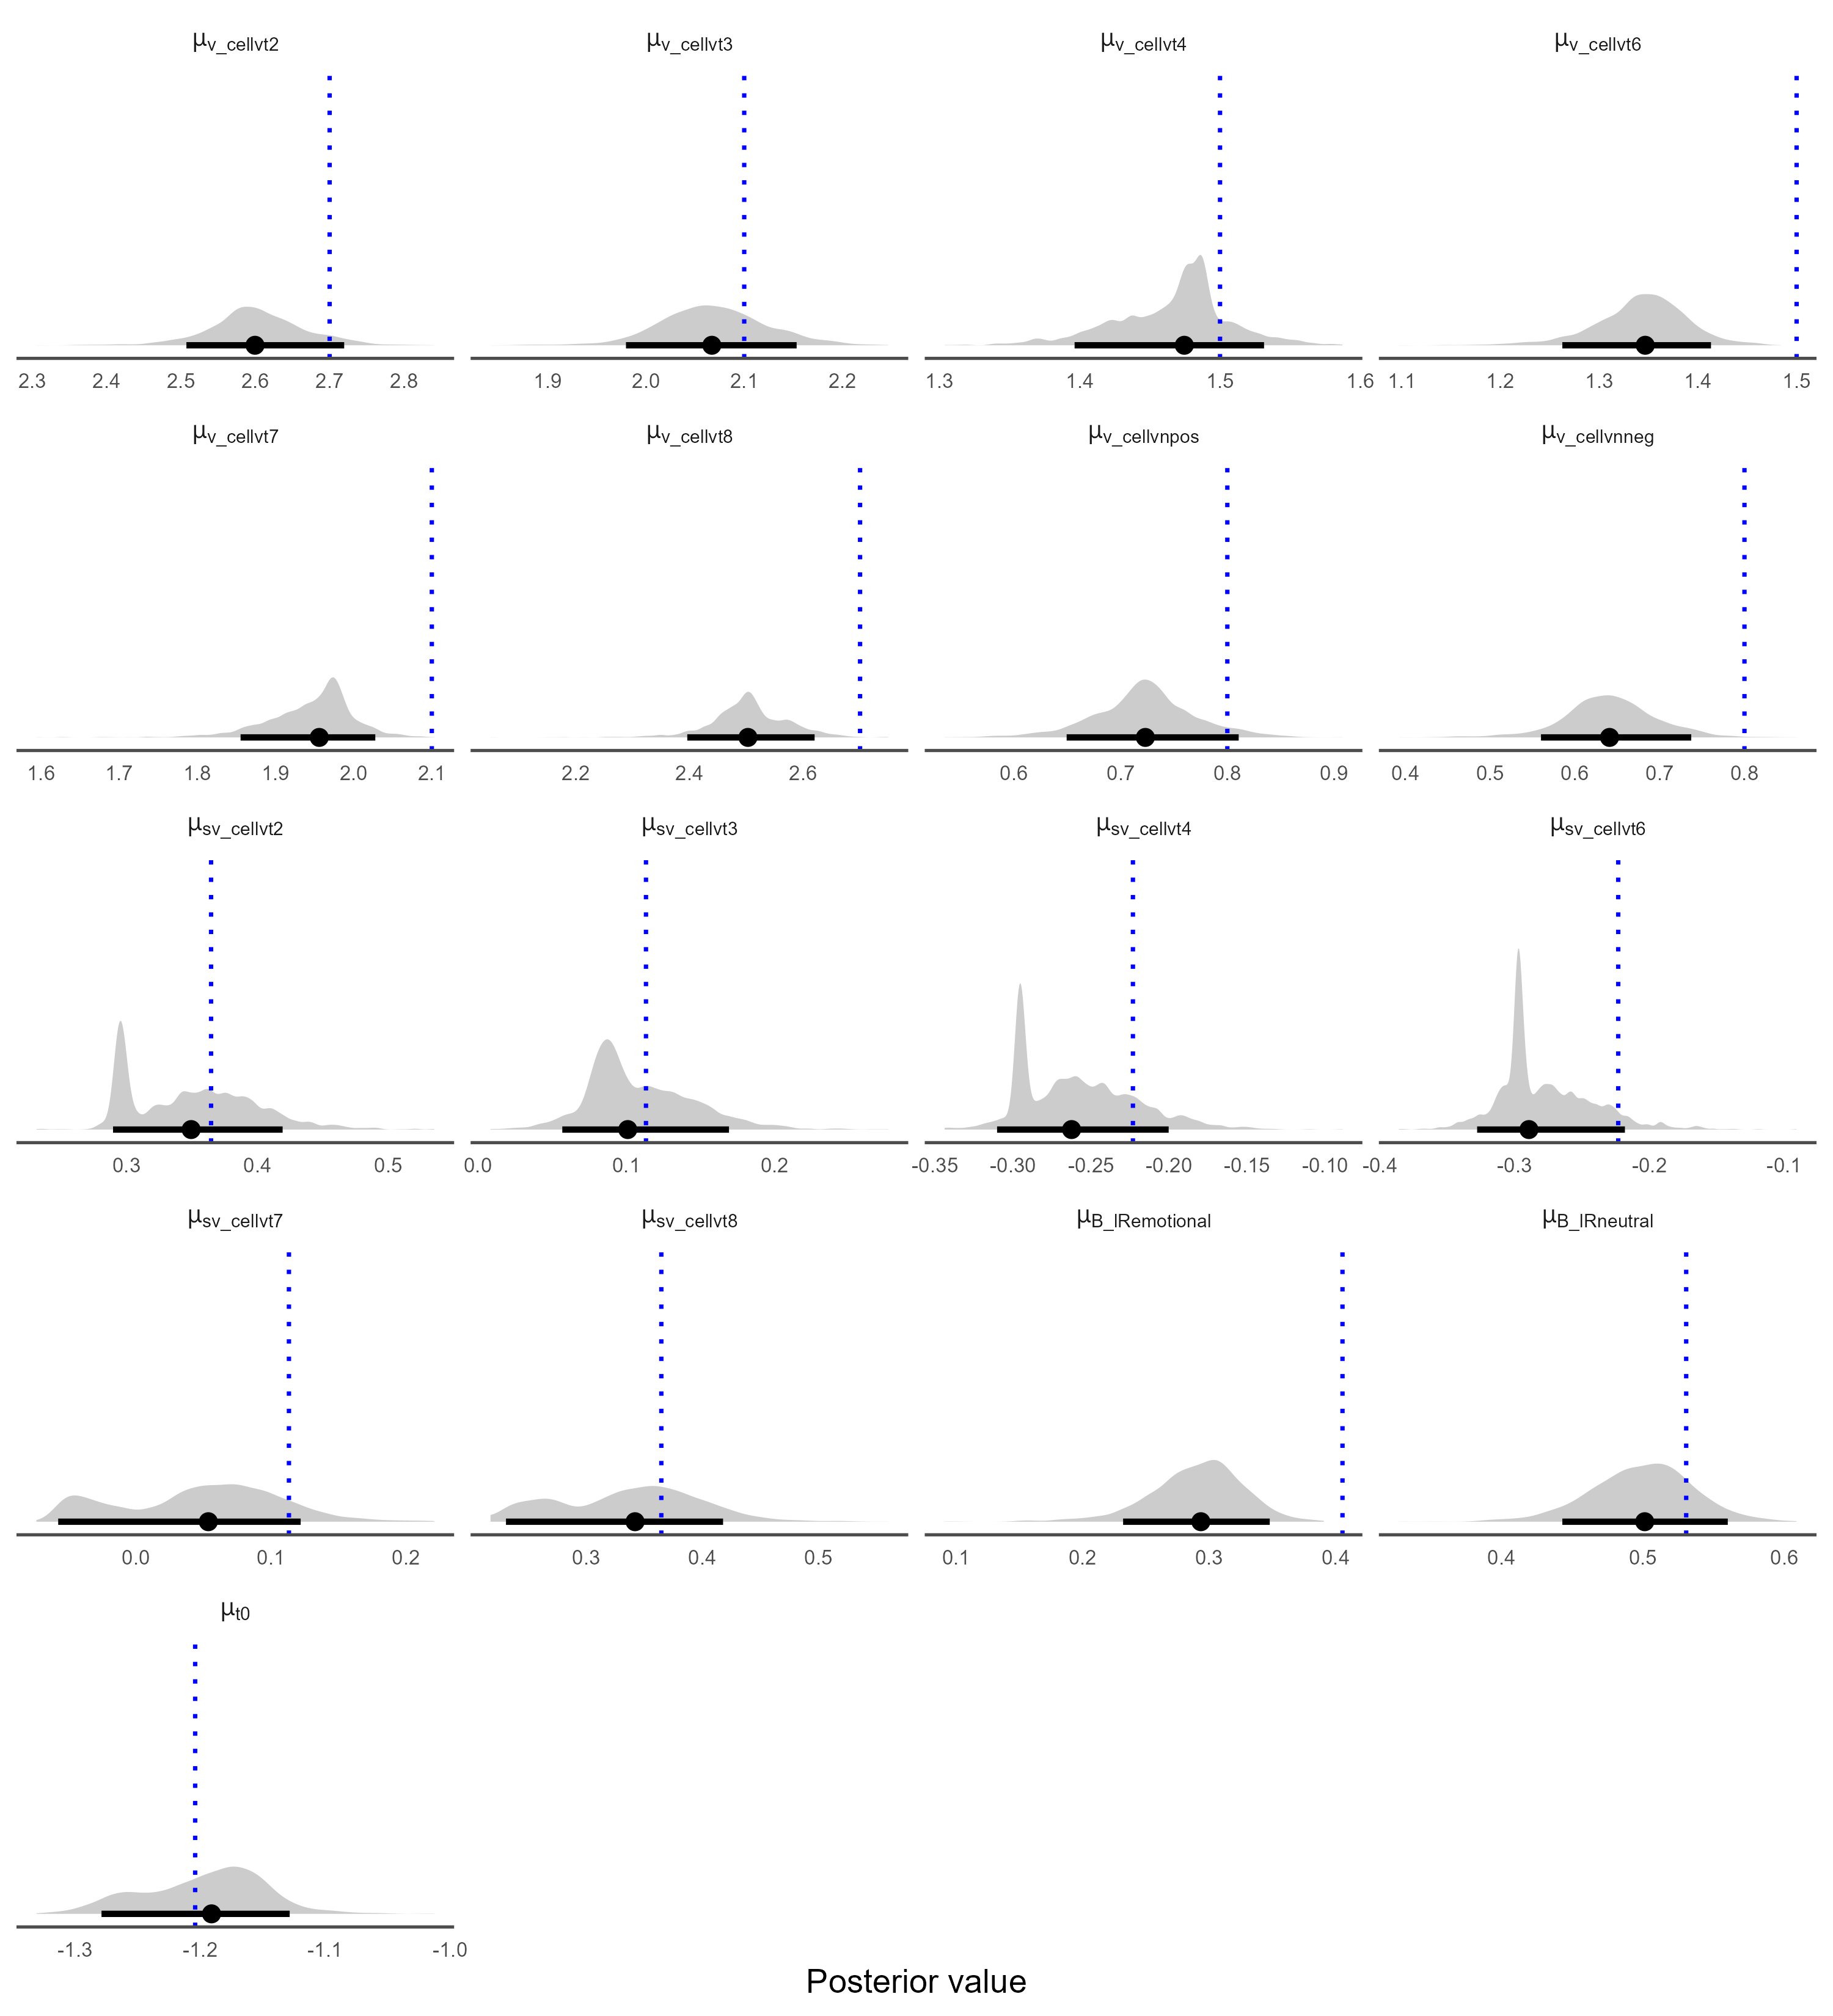 μv_cellvt2 μv_cellvt3 μv_cellvt4 μv_cellvt6
2.3 2.4 2.5 2.6 2.7 2.8 1.9 2.0 2.1 2.2 1.3 1.4 1.5 1.6 1.1 1.2 1.3 1.4 1.5
μv_cellvt7 μv_cellvt8 μv_cellvnpos μv_cellvnneg
1.6 1.7 1.8 1.9 2.0 2.1 2.2 2.4 2.6 0.6 0.7 0.8 0.9 0.4 0.5 0.6 0.7 0.8
μsv_cellvt2 μsv_cellvt3 μsv_cellvt4 μsv_cellvt6
0.3 0.4 0.5 0.0 0.1 0.2 -0.35 -0.30 -0.25 -0.20 -0.15 -0.10 -0.4 -0.3 -0.2 -0.1
μsv_cellvt7 μsv_cellvt8 μB_lRemotional μB_lRneutral
0.0 0.1 0.2 0.3 0.4 0.5 0.1 0.2 0.3 0.4 0.4 0.5 0.6
μt0
-1.3 -1.2 -1.1 -1.0
Posterior value